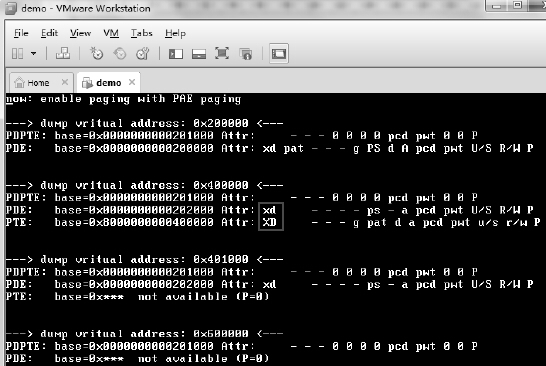 demo - VMware Workstation
File Edit View VM Tabs Help
Home × demo ×
now: enable paging with PAE paging
---> dump vritual address: 0x200000 <---
PDPTE: base=0x0000000000201000 Attr: - - - 0 0 0 0 pcd pwt 0 0 P
PDE: base=0x0000000000200000 Attr: xd pat - - - g PS d A pcd pwt U/S R/W P
---> dump vritual address: 0x400000 <---
PDPTE: base=0x0000000000201000 Attr: - - - 0 0 0 0 pcd pwt 0 0 P
PDE: base=0x0000000000202000 Attr: xd - - - - ps - a pcd pwt U/S R/W P
PTE: base=0x8000000000400000 Attr: XD - - - g pat d a pcd pwt u/s r/w P
---> dump vritual address: 0x401000 <---
PDPTE: base=0x0000000000201000 Attr: - - - 0 0 0 0 pcd pwt 0 0 P
PDE: base=0x0000000000202000 Attr: xd - - - - ps - a pcd pwt U/S R/W P
PTE: base=0x*** not available (P=0)
---> dump vritual address: 0x600000 <---
PDPTE: base=0x0000000000201000 Attr: - - - 0 0 0 0 pcd pwt 0 0 P
PDE: base=0x*** not available (P=0)